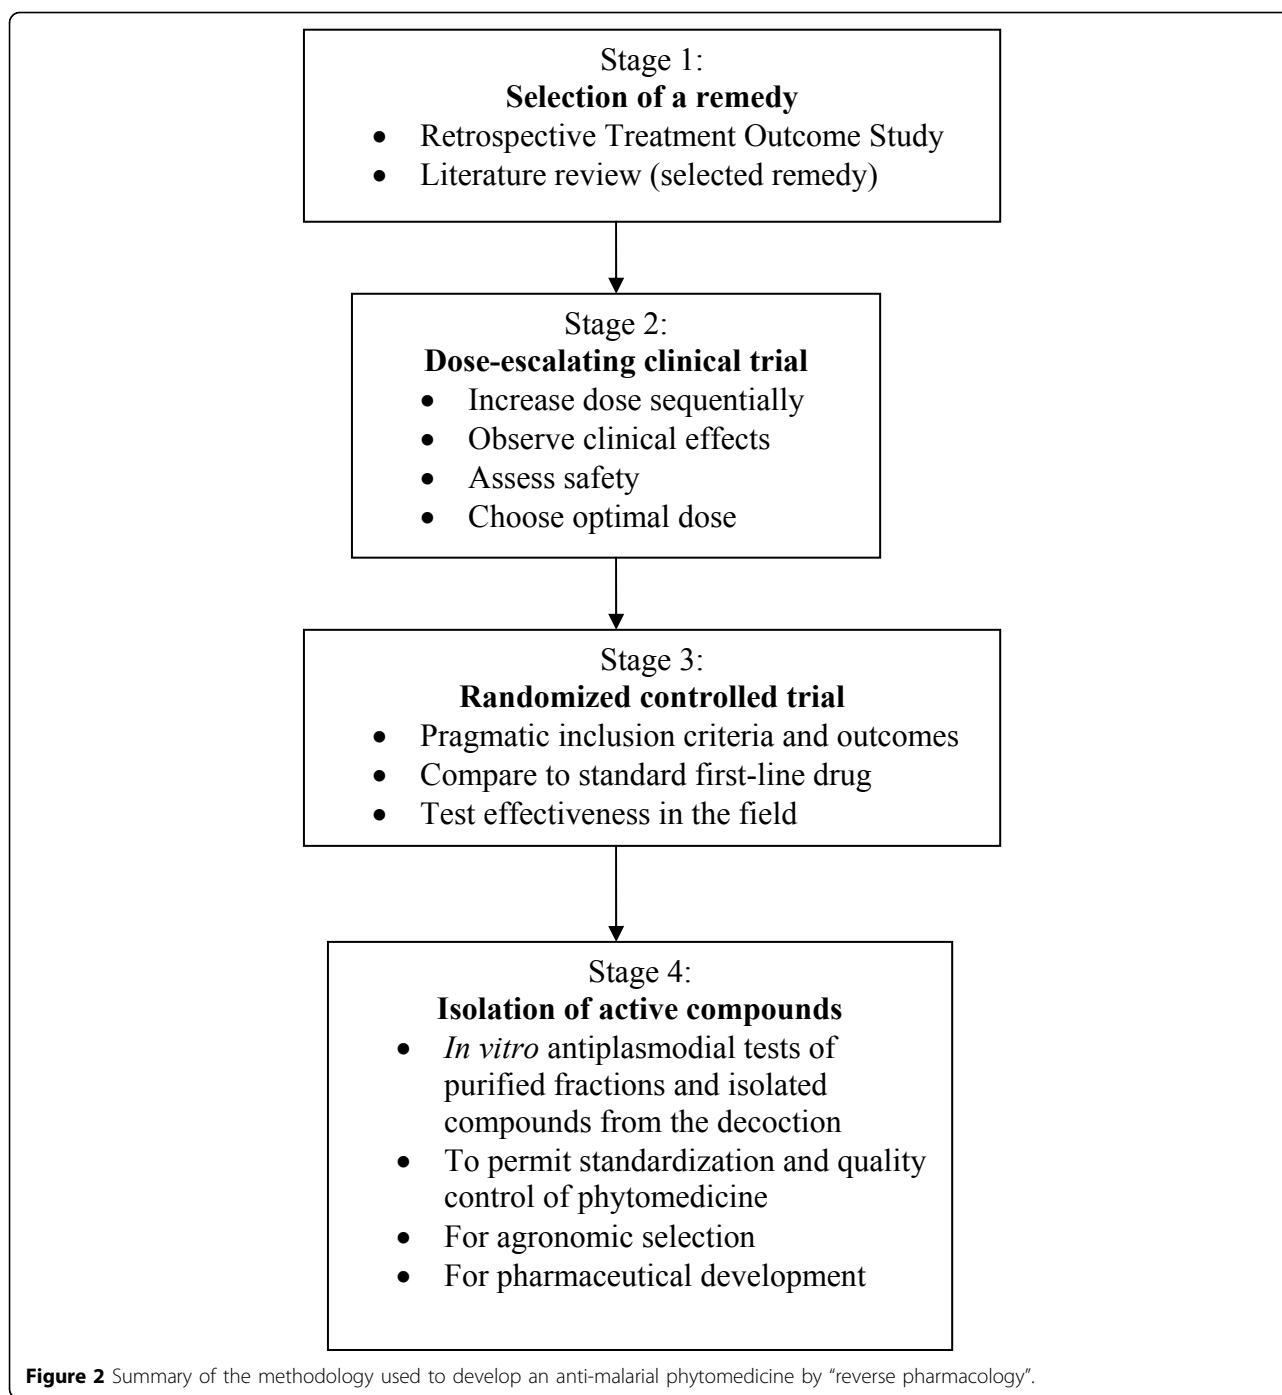 Stage 1:
Selection of a remedy
• Retrospective Treatment Outcome Study
• Literature review (selected remedy)
Stage 2:
Dose-escalating clinical trial
• Increase dose sequentially
• Observe clinical effects
• Assess safety
• Choose optimal dose
Stage 3:
Randomized controlled trial
• Pragmatic inclusion criteria and outcomes
• Compare to standard first-line drug
• Test effectiveness in the field
Stage 4:
Isolation of active compounds
• In vitro antiplasmodial tests of
purified fractions and isolated
compounds from the decoction
• To permit standardization and quality
control of phytomedicine
• For agronomic selection
• For pharmaceutical development
Figure 2 Summary of the methodology used to develop an anti-malarial phytomedicine by “reverse pharmacology”.